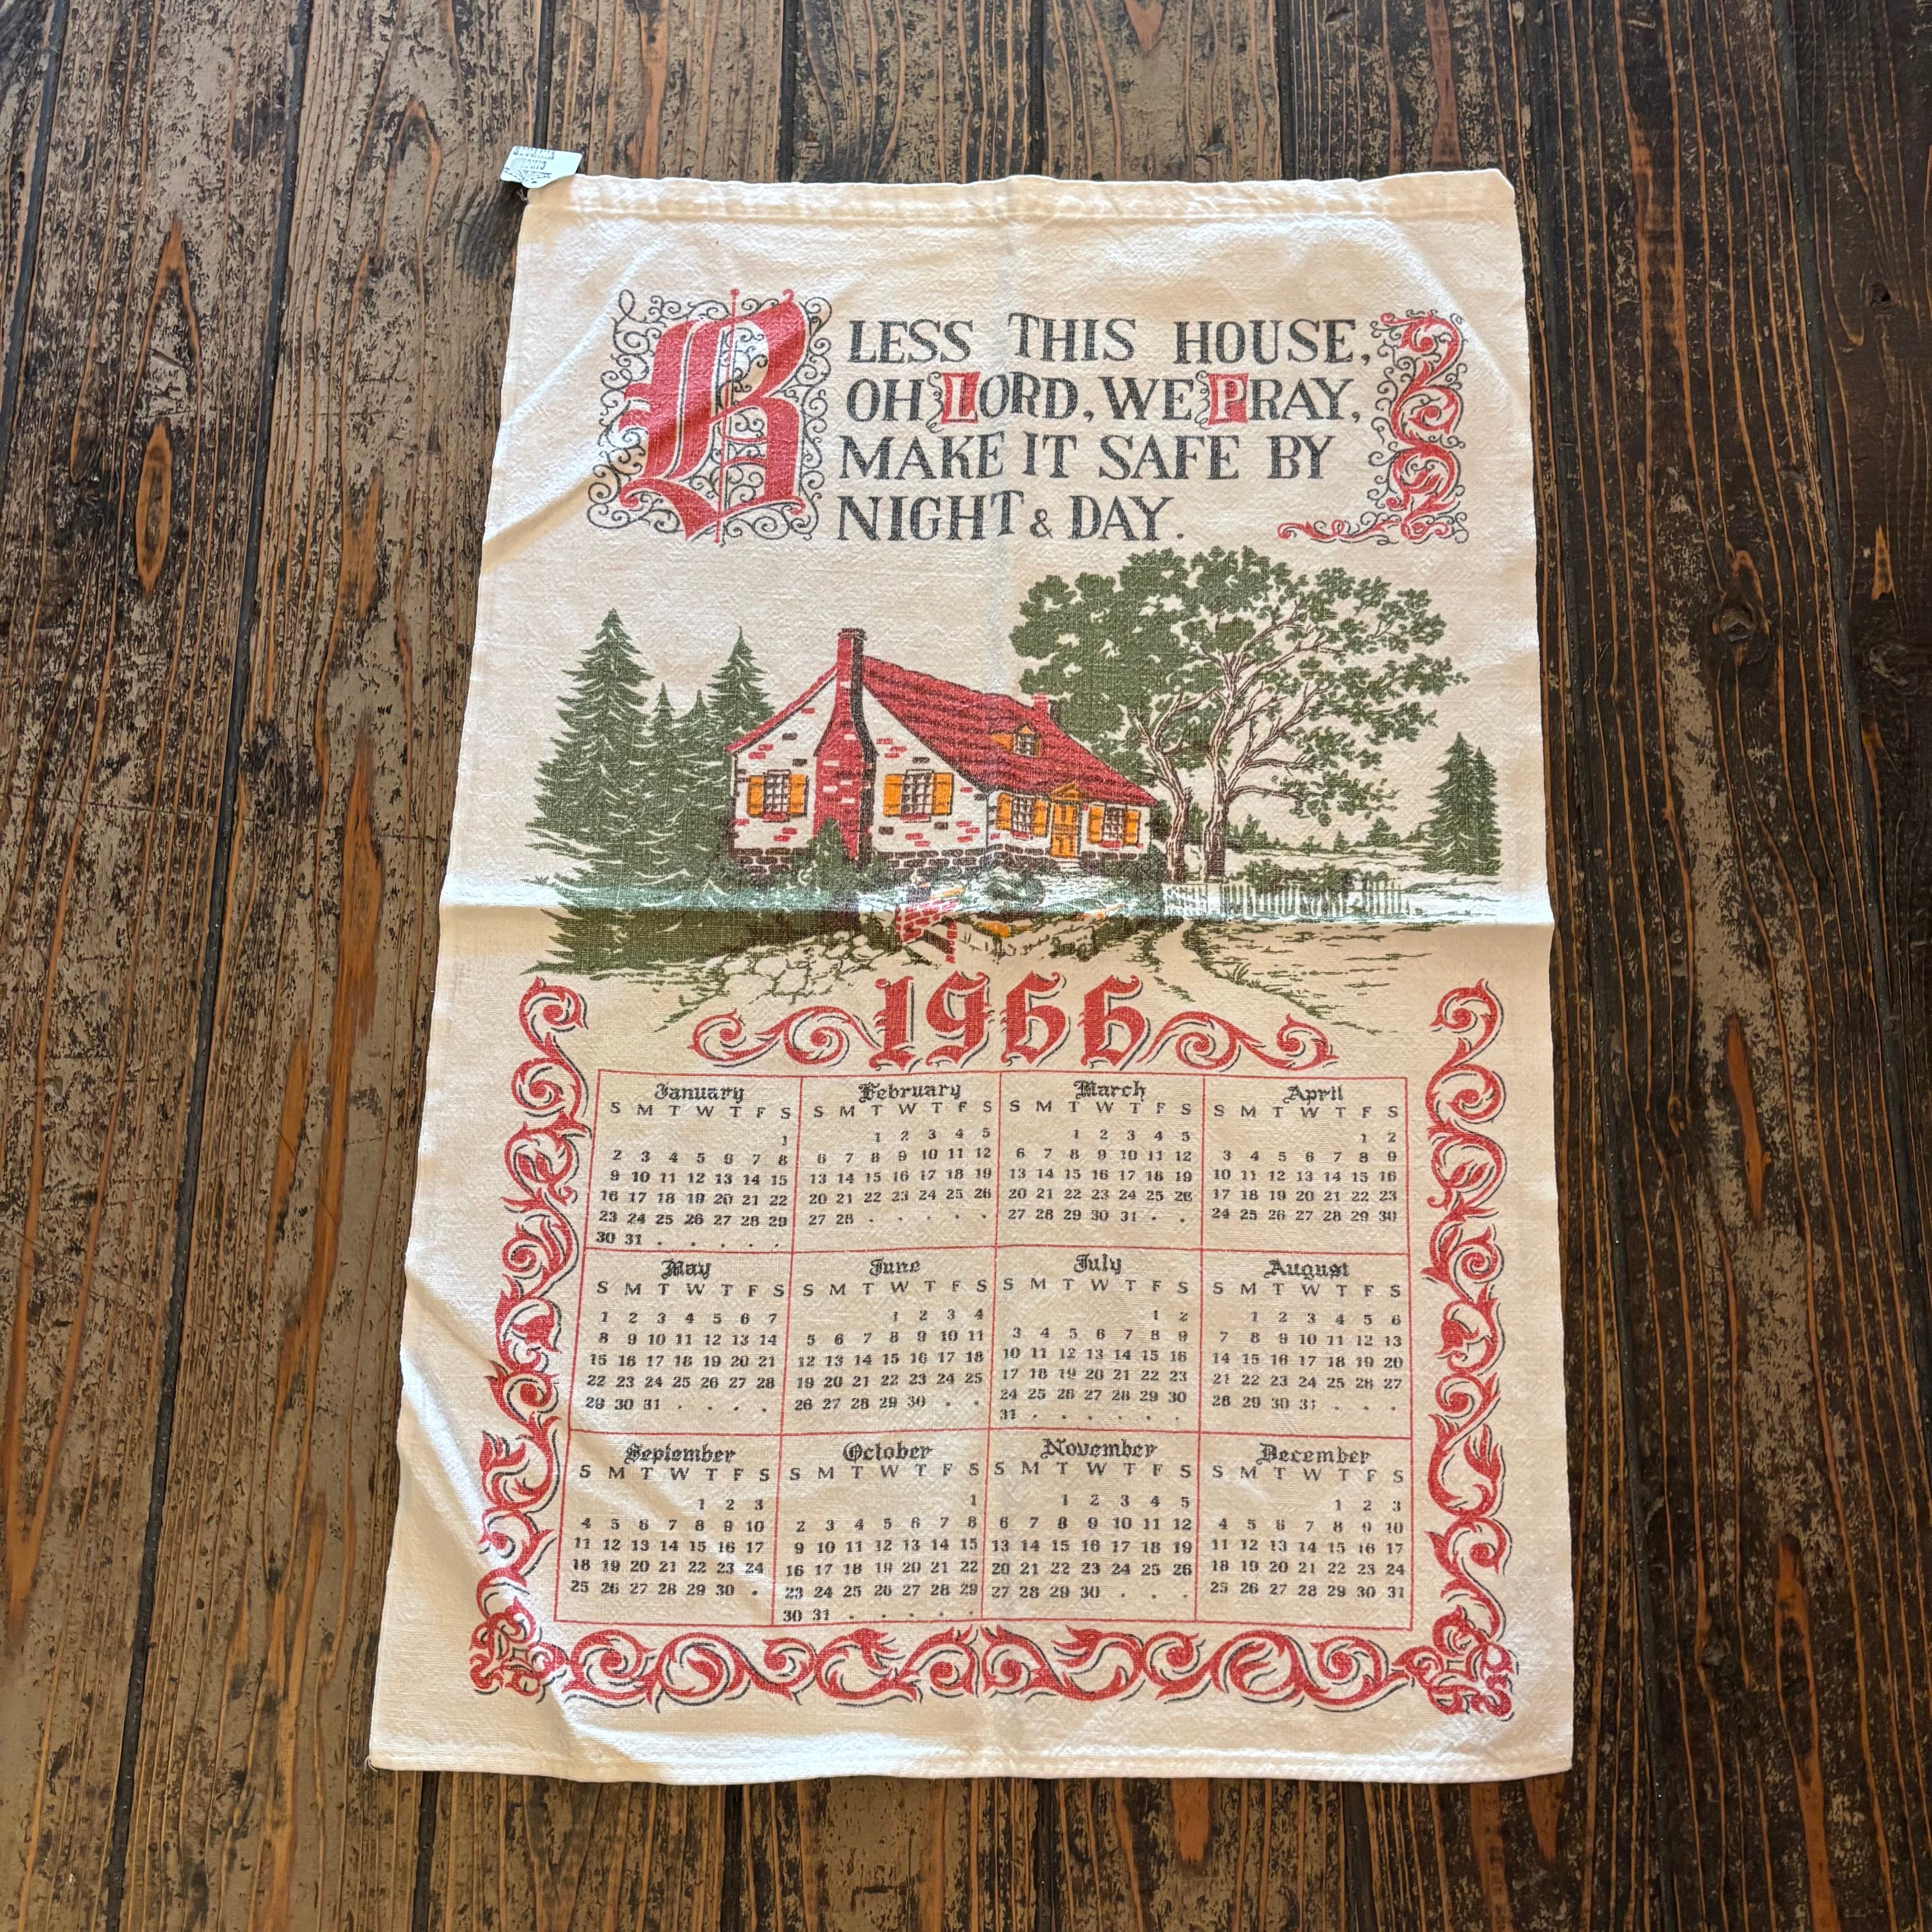 BLESS THIS HOUSE,
OH LORD, WE PRAY,
MAKE IT SAFE BY
NIGHT & DAY.
1966
January
S M T W T F S
1
2 3 4 5 6 7 8
9 10 11 12 13 14 15
16 17 18 19 20 21 22
23 24 25 26 27 28 29
30 31 . . . . .
February
S M T W T F S
1 2 3 4 5
6 7 8 9 10 11 12
13 14 15 16 17 18 19
20 21 22 23 24 25 26
27 28 . . . . .
March
S M T W T F S
1 2 3 4 5
6 7 8 9 10 11 12
13 14 15 16 17 18 19
20 21 22 23 24 25 26
27 28 29 30 31 . .
April
S M T W T F S
1 2
3 4 5 6 7 8 9
10 11 12 13 14 15 16
17 18 19 20 21 22 23
24 25 26 27 28 29 30
May
S M T W T F S
1 2 3 4 5 6 7
8 9 10 11 12 13 14
15 16 17 18 19 20 21
22 23 24 25 26 27 28
29 30 31 . . . .
June
S M T W T F S
1 2 3 4
5 6 7 8 9 10 11
12 13 14 15 16 17 18
19 20 21 22 23 24 25
26 27 28 29 30 . .
July
S M T W T F S
1 2
3 4 5 6 7 8 9
10 11 12 13 14 15 16
17 18 19 20 21 22 23
24 25 26 27 28 29 30
31 . . . . . .
August
S M T W T F S
1 2 3 4 5 6
7 8 9 10 11 12 13
14 15 16 17 18 19 20
21 22 23 24 25 26 27
28 29 30 31 . . .
September
S M T W T F S
1 2 3
4 5 6 7 8 9 10
11 12 13 14 15 16 17
18 19 20 21 22 23 24
25 26 27 28 29 30 .
October
S M T W T F S
1
2 3 4 5 6 7 8
9 10 11 12 13 14 15
16 17 18 19 20 21 22
23 24 25 26 27 28 29
30 31 . . . . .
November
S M T W T F S
1 2 3 4 5
6 7 8 9 10 11 12
13 14 15 16 17 18 19
20 21 22 23 24 25 26
27 28 29 30 . . .
December
S M T W T F S
1 2 3
4 5 6 7 8 9 10
11 12 13 14 15 16 17
18 19 20 21 22 23 24
25 26 27 28 29 30 31